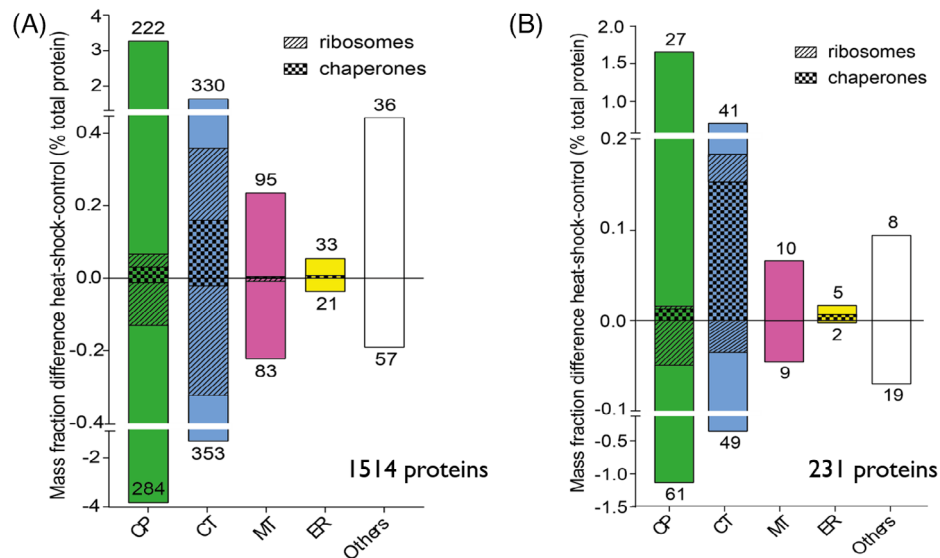 (A)
Mass fraction difference heat-shock-control (% total protein)
4
3
2
0.4
0.2
0.0
-0.2
-0.4
-2
-4
222
330
95
33
36
284
353
83
21
57
ribosomes
chaperones
1514 proteins
CP
CT
MT
ER
Others
(B)
Mass fraction difference heat-shock-control (% total protein)
2.0
1.5
1.0
0.2
0.1
0.0
-0.1
-0.5
-1.0
-1.5
27
41
10
5
8
61
49
9
2
19
ribosomes
chaperones
231 proteins
CP
CT
MT
ER
Others